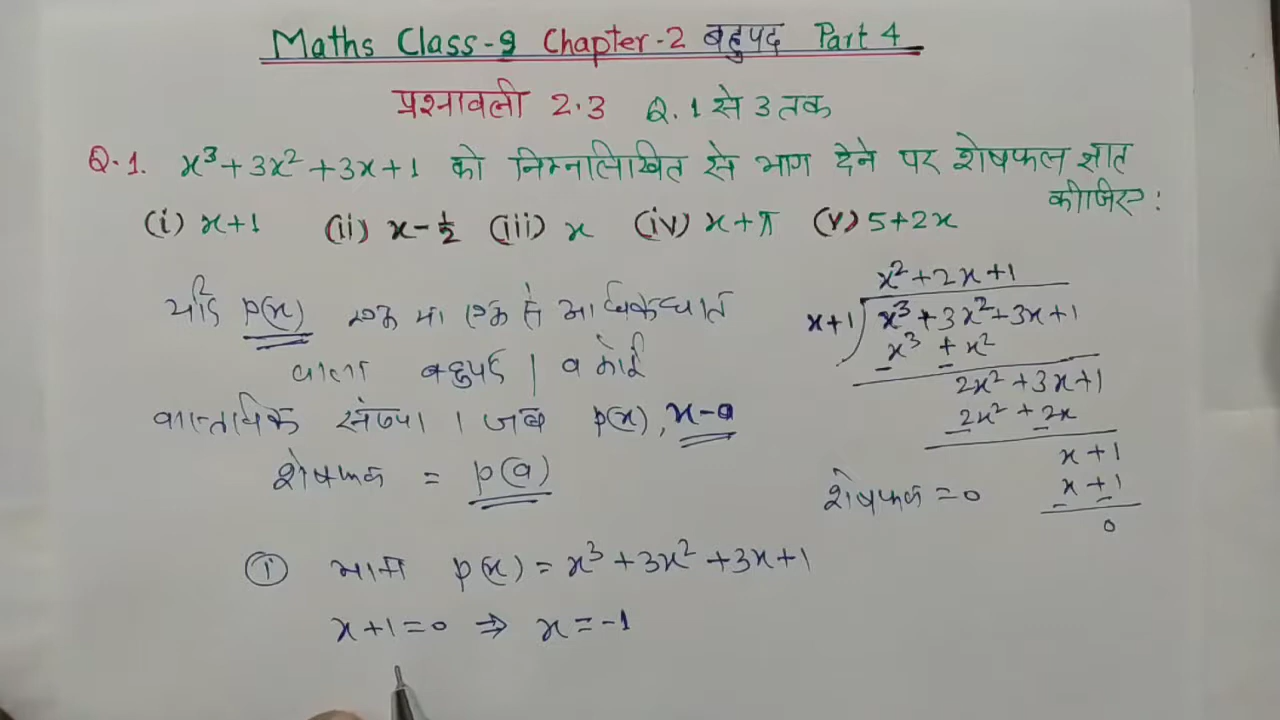 Maths Class-9 Chapter-2 बहुपद Part 4
प्रश्नावली 2.3 Q.1 से 3 तक
Q.1. x³+3x²+3x+1 को निम्नलिखित से भाग देने पर शेषफल ज्ञात कीजिए:
(i) x+1 (ii) x-1/2 (iii) x (iv) x+π (v) 5+2x
यदि p(x) एक या एक से अधिक घात
वाला बहुपद | a कोई
वास्तविक संख्या । जब p(x), x-a
शेषफल = p(a)
x²+2x+1
x+1 x³+3x²+3x+1
x³+x²
2x²+3x+1
2x²+2x
x+1
x+1
0
शेषफल = 0
① माना p(x) = x³+3x²+3x+1
x+1=0 ⇒ x=-1